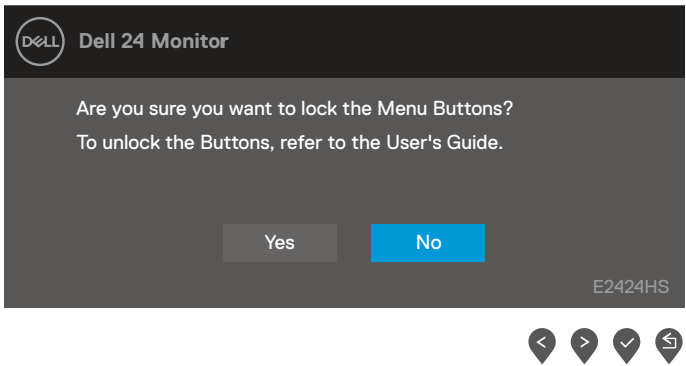 DELL
Dell 24 Monitor
Are you sure you want to lock the Menu Buttons?
To unlock the Buttons, refer to the User's Guide.
Yes No
E2424HS